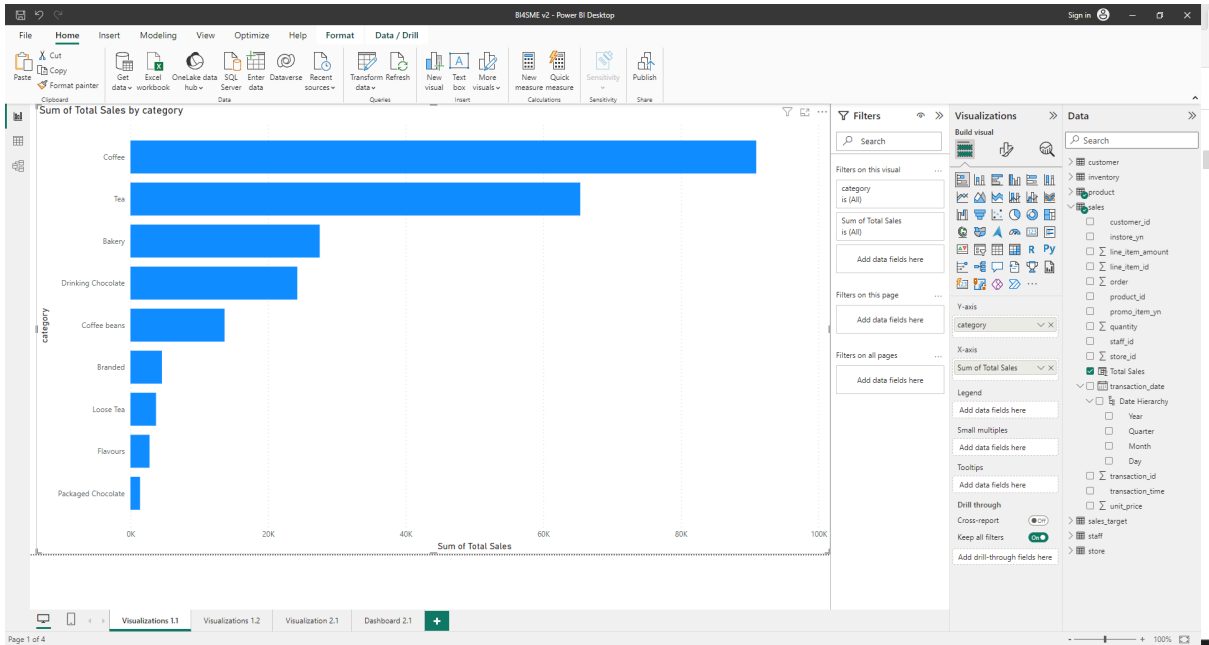 BI4SME v2 - Power BI Desktop
Sign in
File Home Insert Modeling View Optimize Help Format Data / Drill
Paste
Cut
Copy
Format painter
Clipboard
Get data
Excel workbook
OneLake data hub
SQL Server
Enter data
Dataverse
Recent sources
Data
Transform data
Refresh
Queries
New visual
Text box
More visuals
Insert
New measure
Quick measure
Calculations
Sensitivity
Sensitivity
Publish
Share
Sum of Total Sales by category
category
Coffee
Tea
Bakery
Drinking Chocolate
Coffee beans
Branded
Loose Tea
Flavours
Packaged Chocolate
0K 20K 40K 60K 80K 100K
Sum of Total Sales
Filters
Search
Filters on this visual
category
is (All)
Sum of Total Sales
is (All)
Add data fields here
Filters on this page
Add data fields here
Filters on all pages
Add data fields here
Visualizations
Build visual
R Py
Y-axis
category
X-axis
Sum of Total Sales
Legend
Add data fields here
Small multiples
Add data fields here
Tooltips
Add data fields here
Drill through
Cross-report Off
Keep all filters On
Add drill-through fields here
Data
Search
customer
inventory
product
sales
customer_id
instore_yn
line_item_amount
line_item_id
order
product_id
promo_item_yn
quantity
staff_id
store_id
Total Sales
transaction_date
Date Hierarchy
Year
Quarter
Month
Day
transaction_id
transaction_time
unit_price
sales_target
staff
store
Visualizations 1.1 Visualizations 1.2 Visualization 2.1 Dashboard 2.1
Page 1 of 4
100%